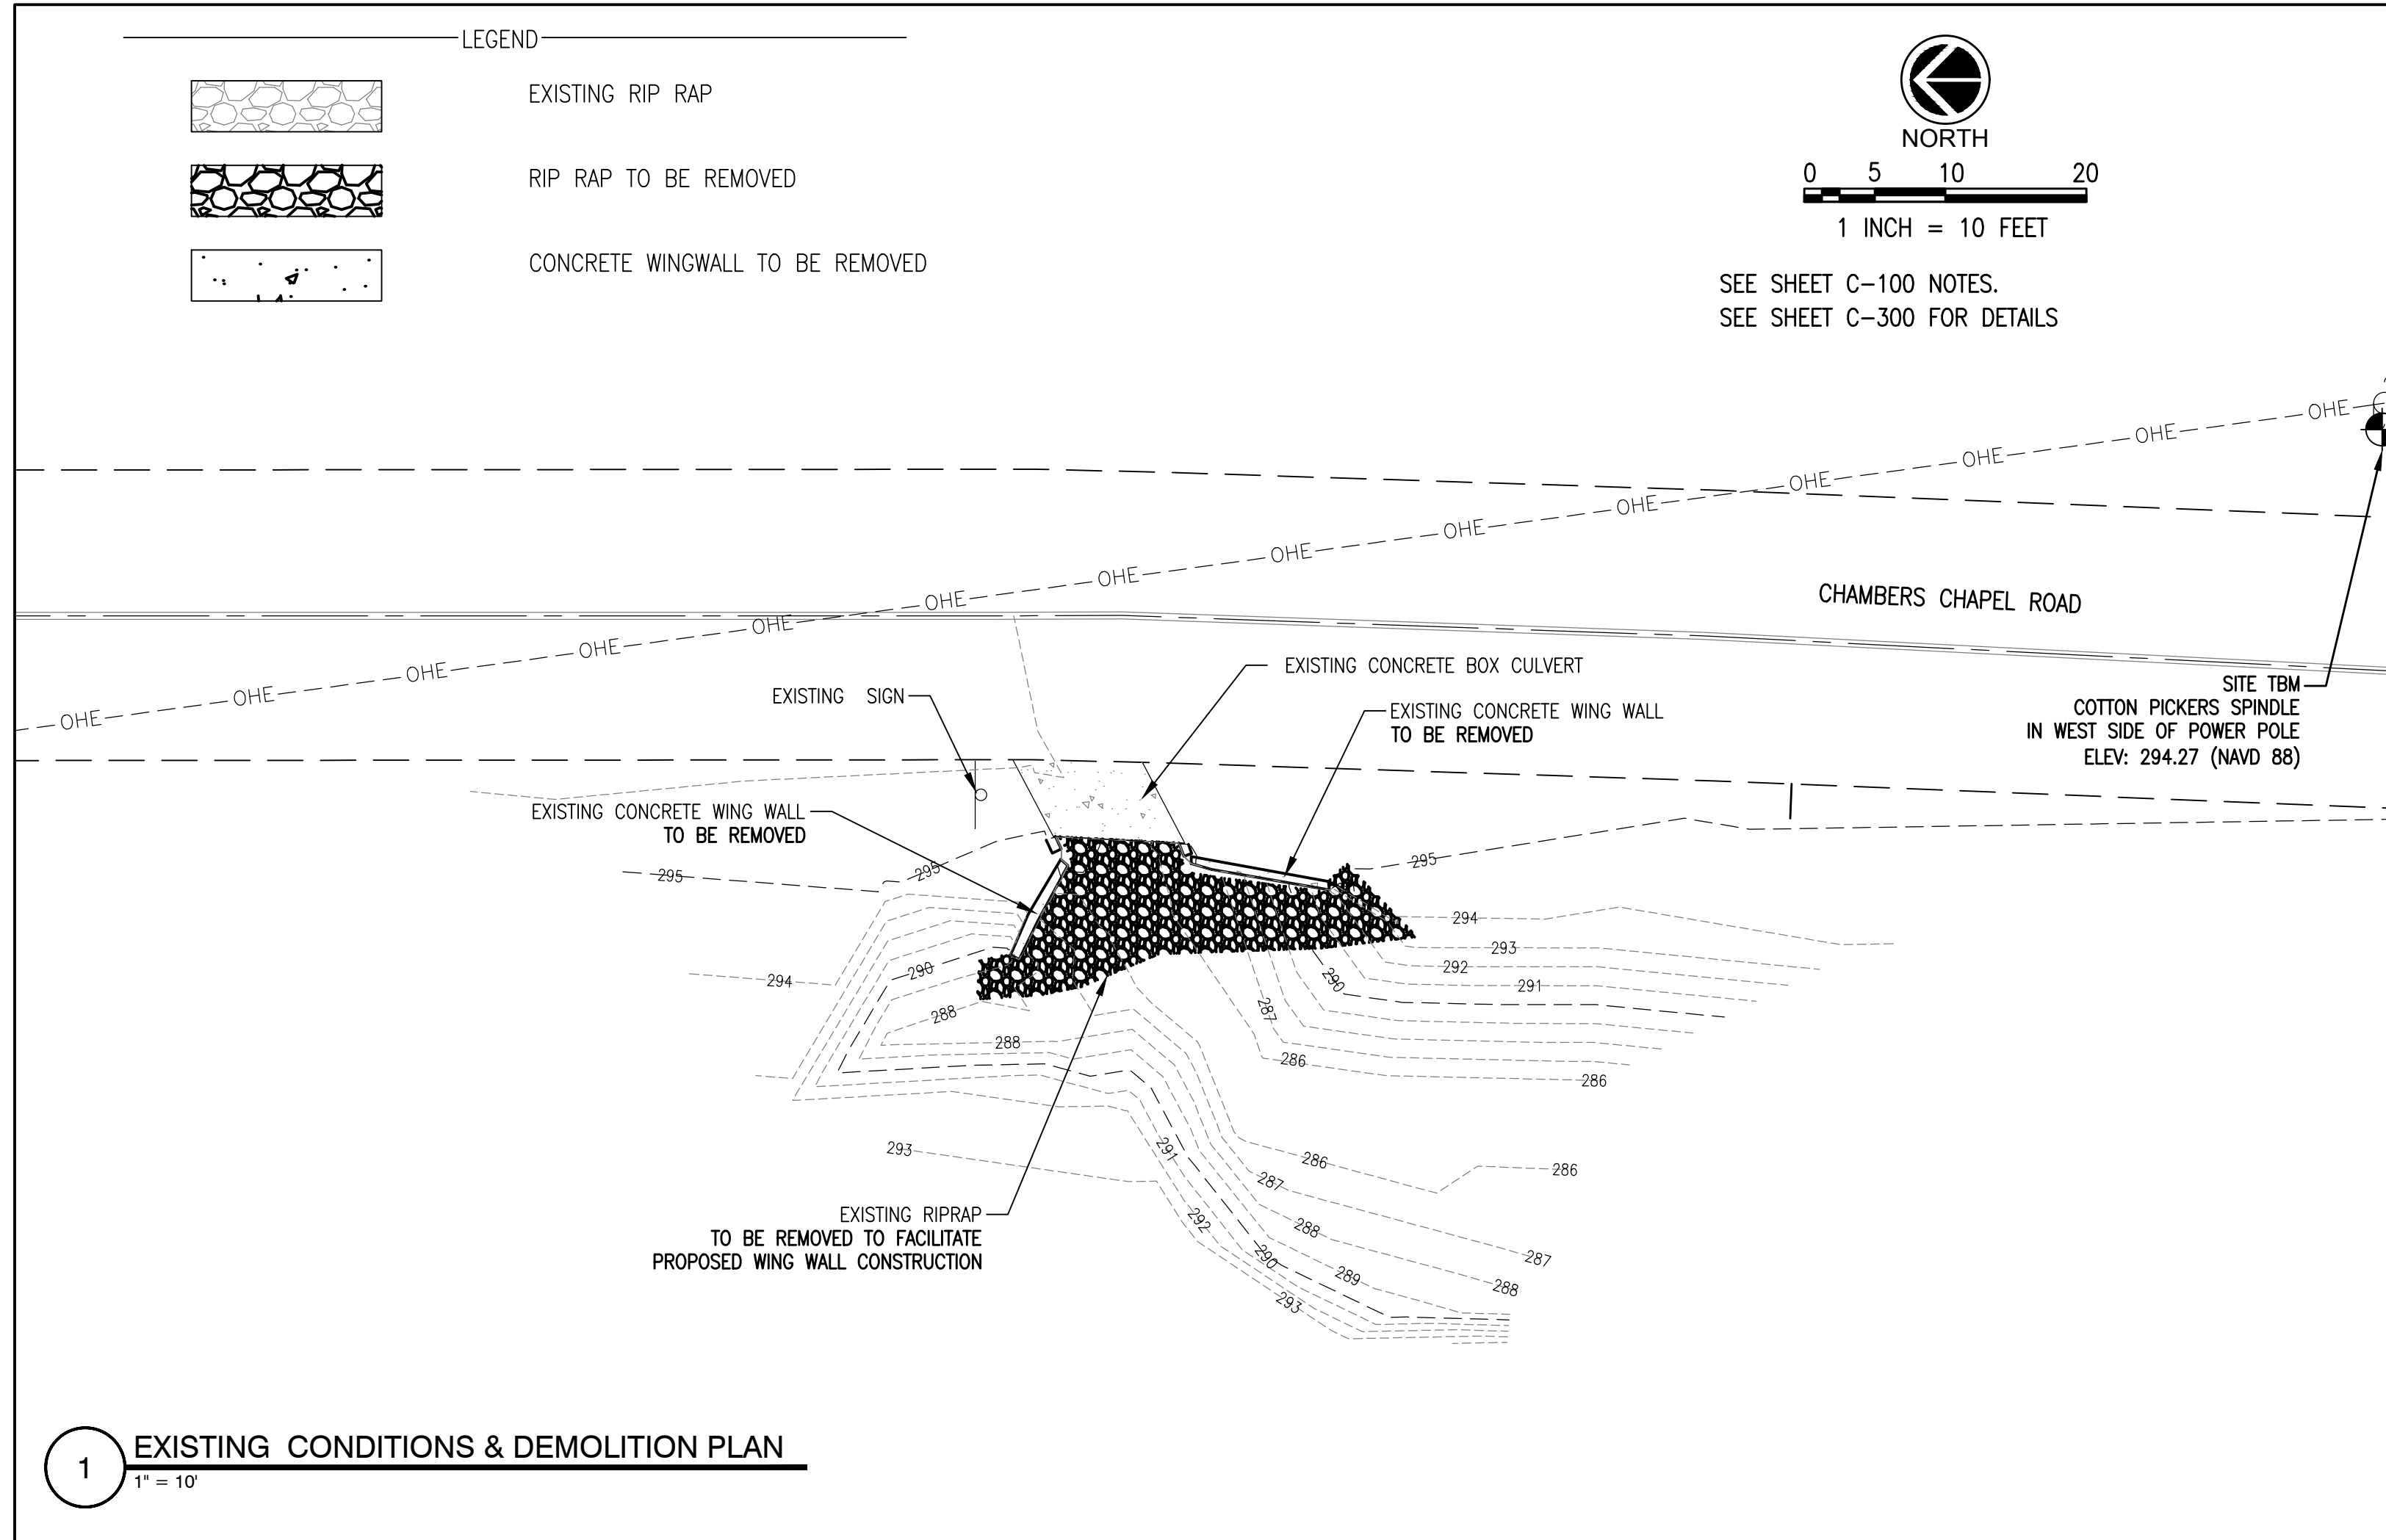 LEGEND
EXISTING RIP RAP
RIP RAP TO BE REMOVED
CONCRETE WINGWALL TO BE REMOVED
NORTH
0 5 10 20
1 INCH = 10 FEET
SEE SHEET C-100 NOTES.
SEE SHEET C-300 FOR DETAILS
OHE
OHE
OHE
OHE
OHE
OHE
OHE
OHE
OHE
OHE
OHE
OHE
OHE
OHE
CHAMBERS CHAPEL ROAD
EXISTING CONCRETE BOX CULVERT
EXISTING SIGN
EXISTING CONCRETE WING WALL
TO BE REMOVED
SITE TBM
COTTON PICKERS SPINDLE
IN WEST SIDE OF POWER POLE
ELEV: 294.27 (NAVD 88)
EXISTING CONCRETE WING WALL
TO BE REMOVED
295
295
295
294
293
292
291
290
287
286
286
294
290
288
288
293
291
292
290
293
286
286
287
287
288
288
289
EXISTING RIPRAP
TO BE REMOVED TO FACILITATE
PROPOSED WING WALL CONSTRUCTION
1
EXISTING CONDITIONS & DEMOLITION PLAN
1" = 10'